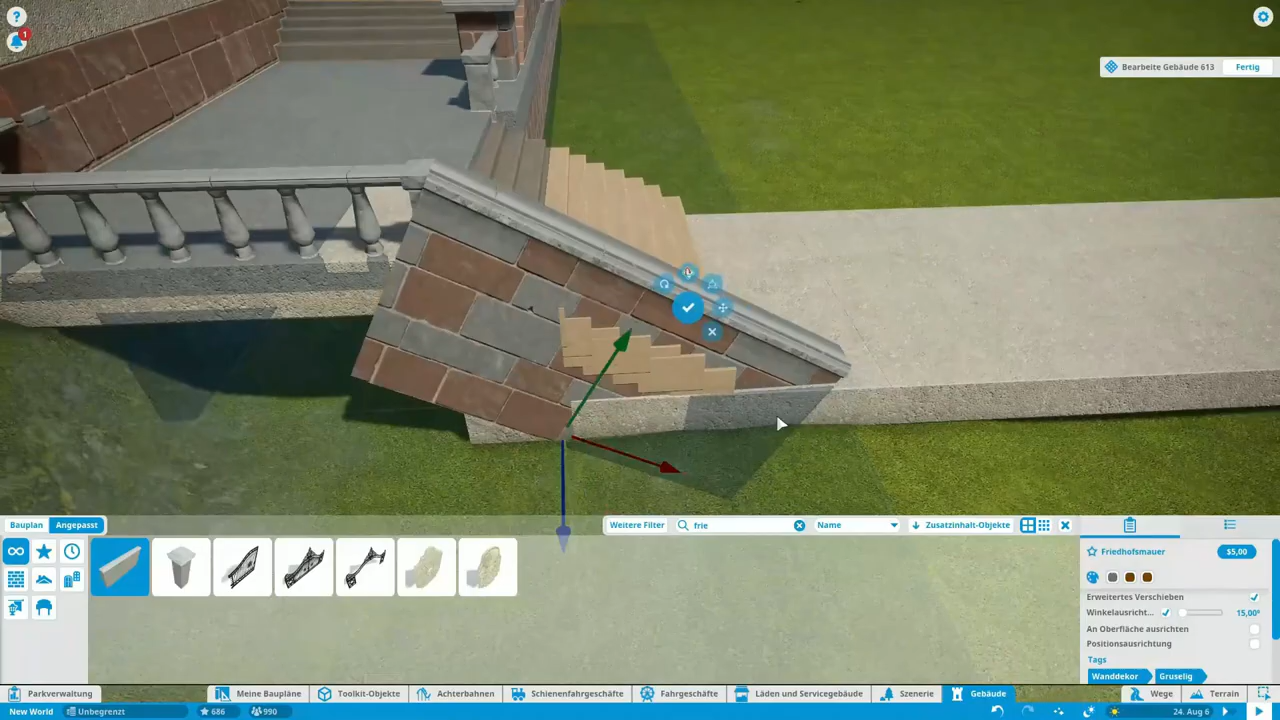 ?
1
Bearbeite Gebäude 613 Fertig
Bauplan Angepasst Weitere Filter frie Name Zusatzinhalt-Objekte
Friedhofsmauer $5,00
Erweitertes Verschieben
Winkelausricht... 15,00°
An Oberfläche ausrichten
Positionsausrichtung
Tags
Wanddekor Gruselig
Parkverwaltung Meine Baupläne Toolkit-Objekte Achterbahnen Schienenfahrgeschäfte Fahrgeschäfte Läden und Servicegebäude Szenerie Gebäude Wege Terrain
New World Unbegrenzt 686 990 24. Aug 6